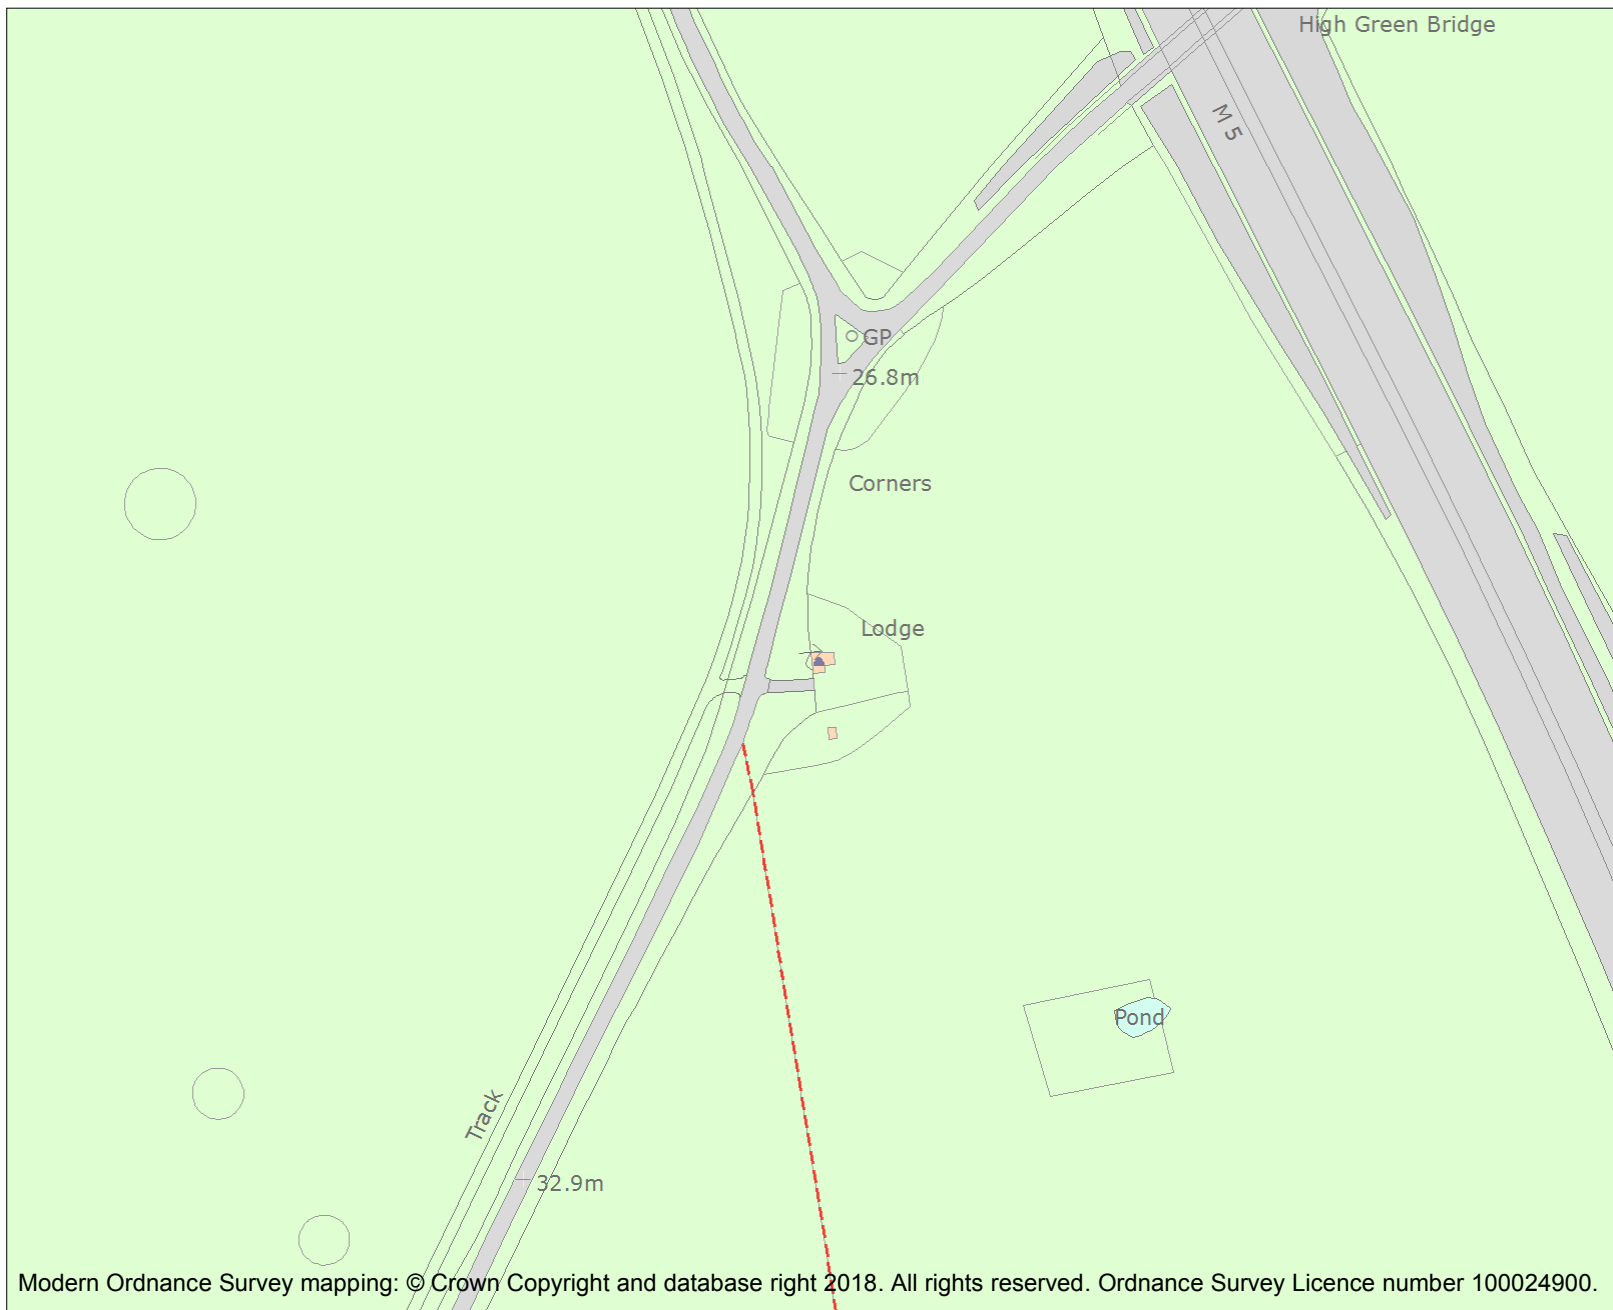 High Green Bridge
M 5
GP
26.8m
Corners
Lodge
Pond
Track
32.9m
Modern Ordnance Survey mapping: © Crown Copyright and database right 2018. All rights reserved. Ordnance Survey Licence number 100024900.